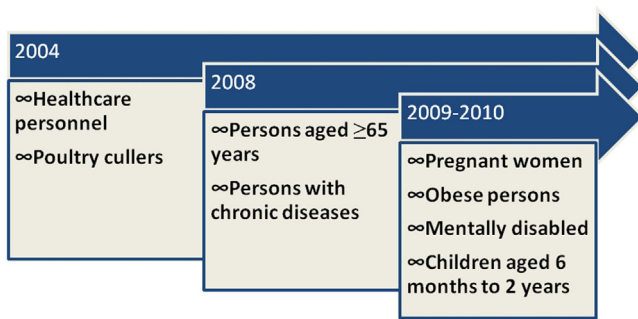 2004
∞Healthcare
personnel
∞Poultry cullers
2008
∞Persons aged ≥65
years
∞Persons with
chronic diseases
2009-2010
∞Pregnant women
∞Obese persons
∞Mentally disabled
∞Children aged 6
months to 2 years